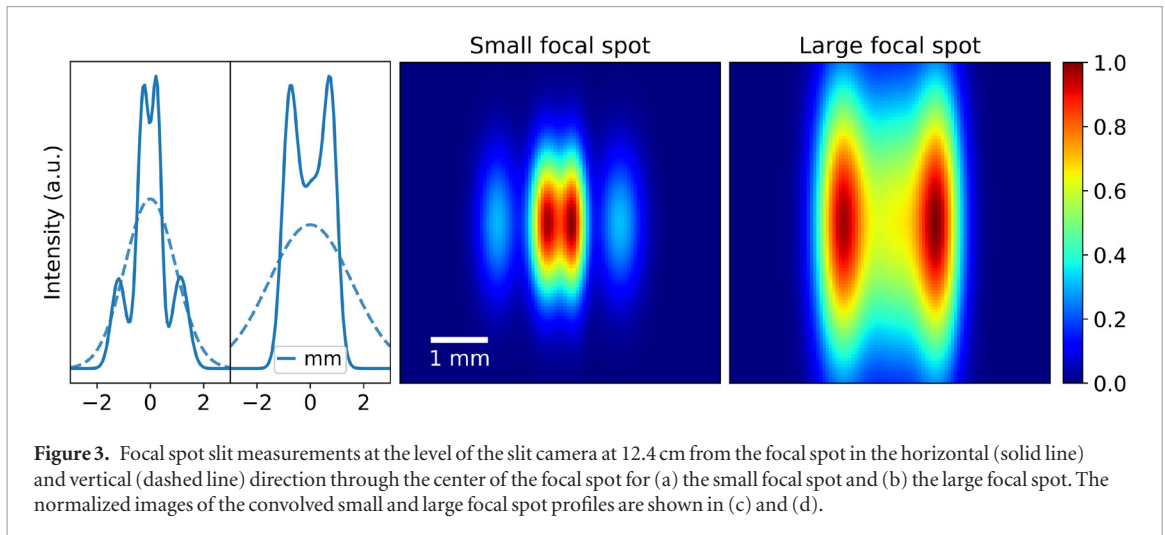 Small focal spot
Large focal spot
Intensity (a.u.)
mm
−2 0 2
−2 0 2
1 mm
1.0
0.8
0.6
0.4
0.2
0.0
Figure 3. Focal spot slit measurements at the level of the slit camera at 12.4 cm from the focal spot in the horizontal (solid line)
and vertical (dashed line) direction through the center of the focal spot for (a) the small focal spot and (b) the large focal spot. The
normalized images of the convolved small and large focal spot profiles are shown in (c) and (d).